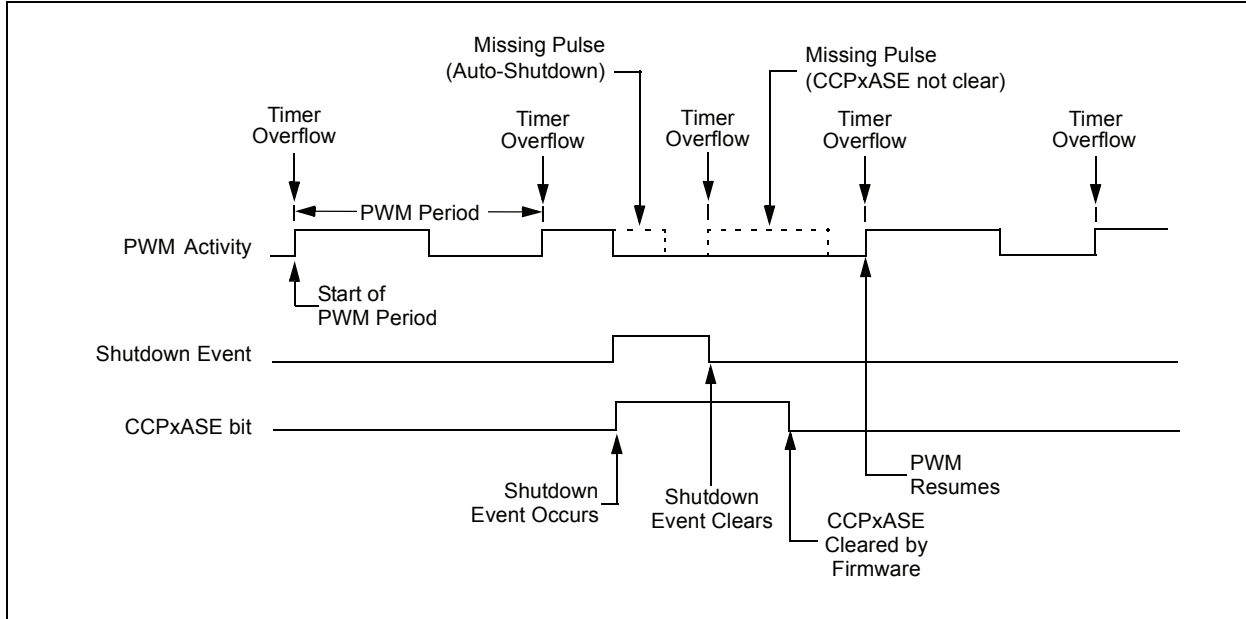 Missing Pulse
(Auto-Shutdown)
Missing Pulse
(CCPxASE not clear)
Timer
Overflow
Timer
Overflow
Timer
Overflow
Timer
Overflow
Timer
Overflow
PWM Period
PWM Activity
Start of
PWM Period
Shutdown Event
CCPxASE bit
Shutdown
Event Occurs
Shutdown
Event Clears
CCPxASE
Cleared by
Firmware
PWM
Resumes